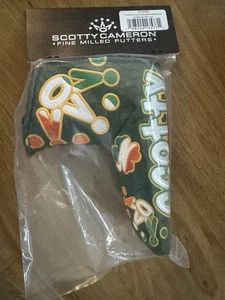 SCOTTY CAMERON
•FINE MILLED PUTTERS•
scotty